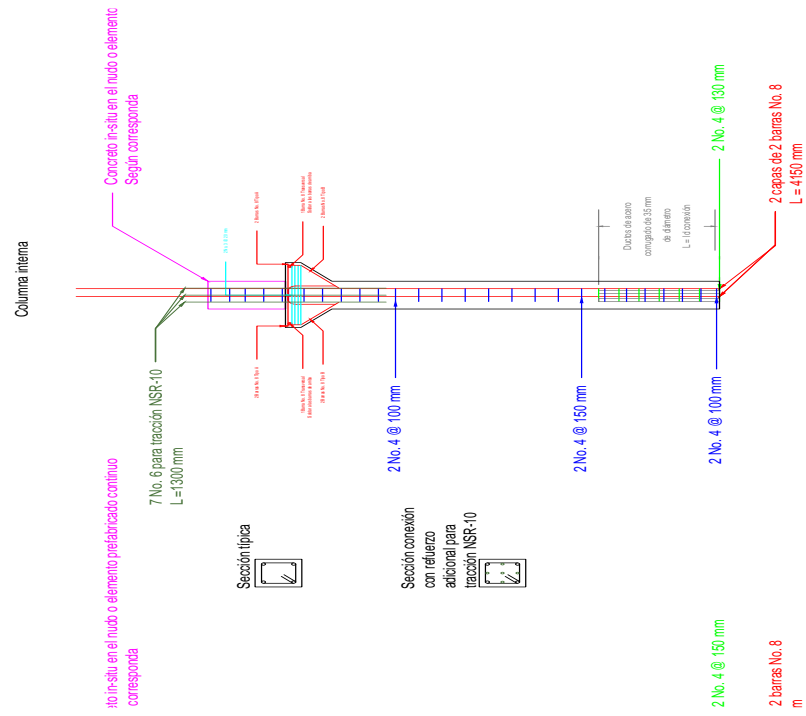 Columna interna
Concreto in-situ en el nudo o elemento
Según corresponda
7 No. 6 para tracción NSR-10
L =1300 mm
2 No. 4 @ 100 mm
2 No. 4 @ 150 mm
2 No. 4 @ 100 mm
Ductos de acero
corrugado de 35 mm
de diámetro
L = ld conexión
2 No. 4 @ 130 mm
2 capas de 2 barras No. 8
L = 4150 mm
Sección típica
Sección conexión
con refuerzo
adicional para
tracción NSR-10
in-situ en el nudo o elemento prefabricado continuo
corresponda
2 No. 4 @ 150 mm
2 barras No. 8
m